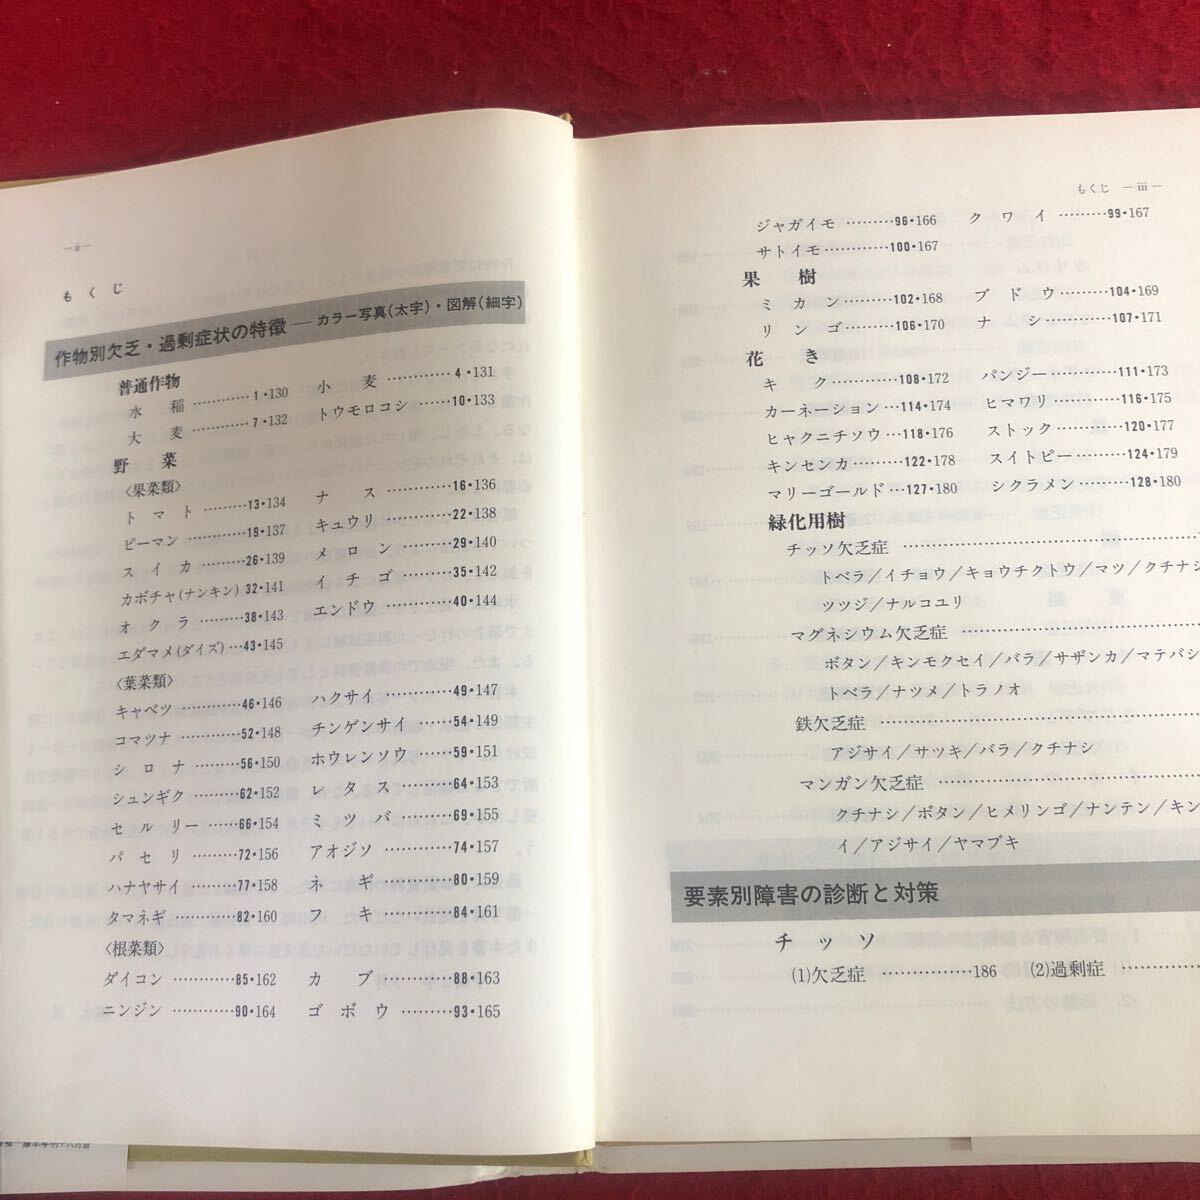 —ii—
もくじ
作物別欠乏・過剰症状の特徴—カラー写真(太字)・図解(細字)
普通作物
水稲…………1・130 小麦…………4・131
大麦…………7・132 トウモロコシ………10・133
野菜
〈果菜類〉
トマト………13・134 ナス…………16・136
ピーマン………19・137 キュウリ………22・138
スイカ………26・139 メロン………29・140
カボチャ(ナンキン) 32・141 イチゴ………35・142
オクラ………38・143 エンドウ………40・144
エダマメ(ダイズ)…43・145
〈葉菜類〉
キャベツ…………46・146 ハクサイ…………49・147
コマツナ…………52・148 チンゲンサイ………54・149
シロナ…………56・150 ホウレンソウ………59・151
シュンギク………62・152 レタス…………64・153
セルリー………66・154 ミツバ…………69・155
パセリ………72・156 アオジソ…………74・157
ハナヤサイ………77・158 ネギ…………80・159
タマネギ…………82・160 フキ…………84・161
〈根菜類〉
ダイコン…………85・162 カブ…………88・163
ニンジン…………90・164 ゴボウ…………93・165
もくじ —iii—
ジャガイモ………96・166 クワイ………99・167
サトイモ…………100・167
果樹
ミカン………102・168 ブドウ………104・169
リンゴ………106・170 ナシ………107・171
花き
キク…………108・172 パンジー………111・173
カーネーション…114・174 ヒマワリ………116・175
ヒャクニチソウ…118・176 ストック………120・177
キンセンカ………122・178 スイトピー………124・179
マリーゴールド…127・180 シクラメン………128・180
緑化用樹
チッソ欠乏症……………………
トベラ／イチョウ／キョウチクトウ／マツ／クチナシ
ツツジ／ナルコユリ
マグネシウム欠乏症……………………
ボタン／キンモクセイ／バラ／サザンカ／マテバシ
トベラ／ナツメ／トラノオ
鉄欠乏症……………………
アジサイ／サツキ／バラ／クチナシ
マンガン欠乏症……………………
クチナシ／ボタン／ヒメリンゴ／ナンテン／キン
イ／アジサイ／ヤマブキ
要素別障害の診断と対策
チッソ
(1)欠乏症……………186 (2)過剰症…………